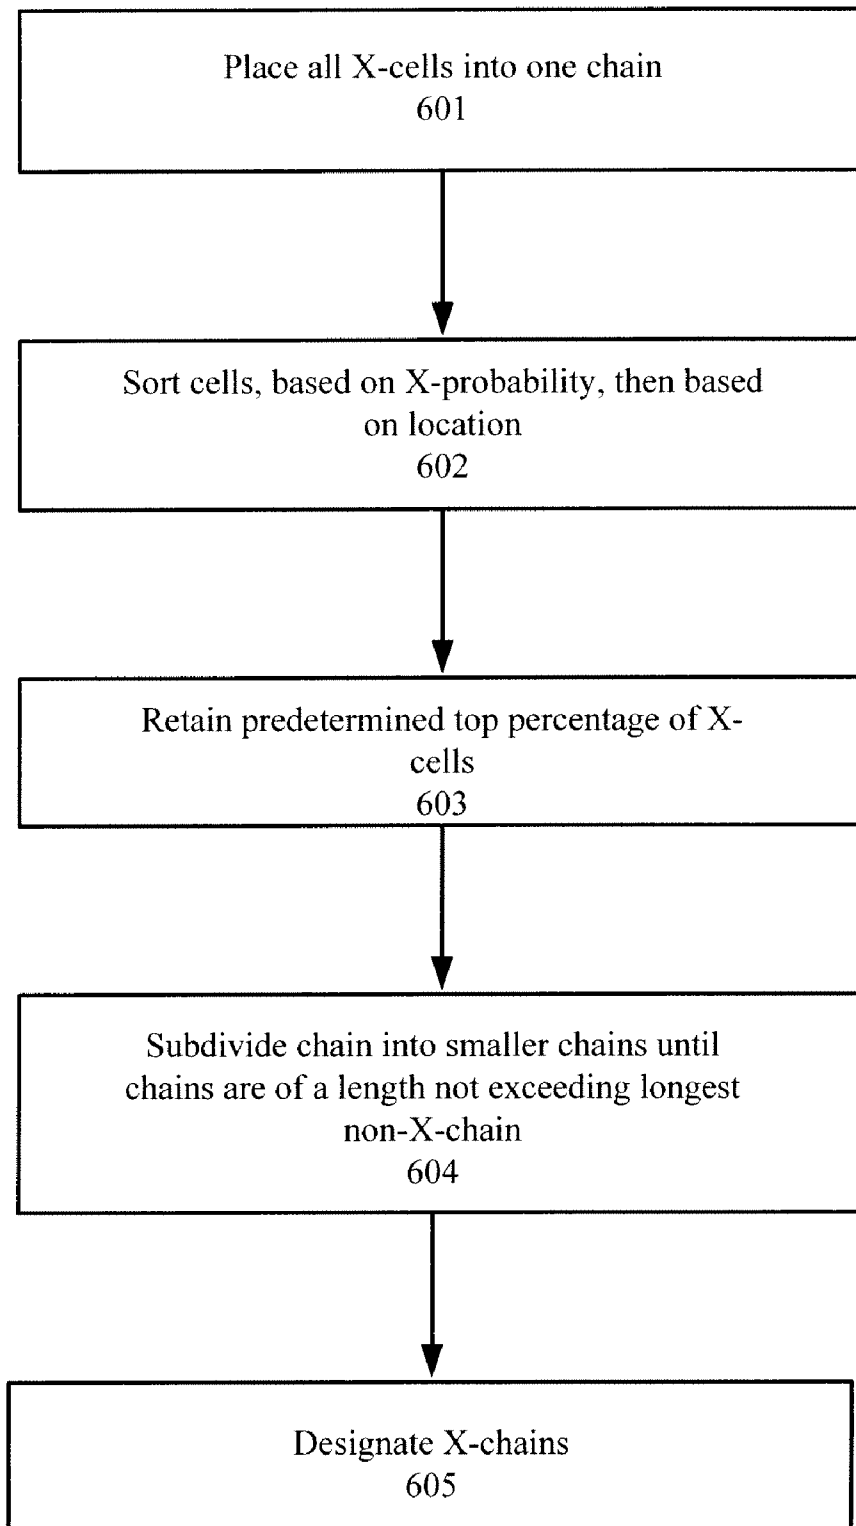 Place all X-cells into one chain
601
Sort cells, based on X-probability, then based
on location
602
Retain predetermined top percentage of X-
cells
603
Subdivide chain into smaller chains until
chains are of a length not exceeding longest
non-X-chain
604
Designate X-chains
605